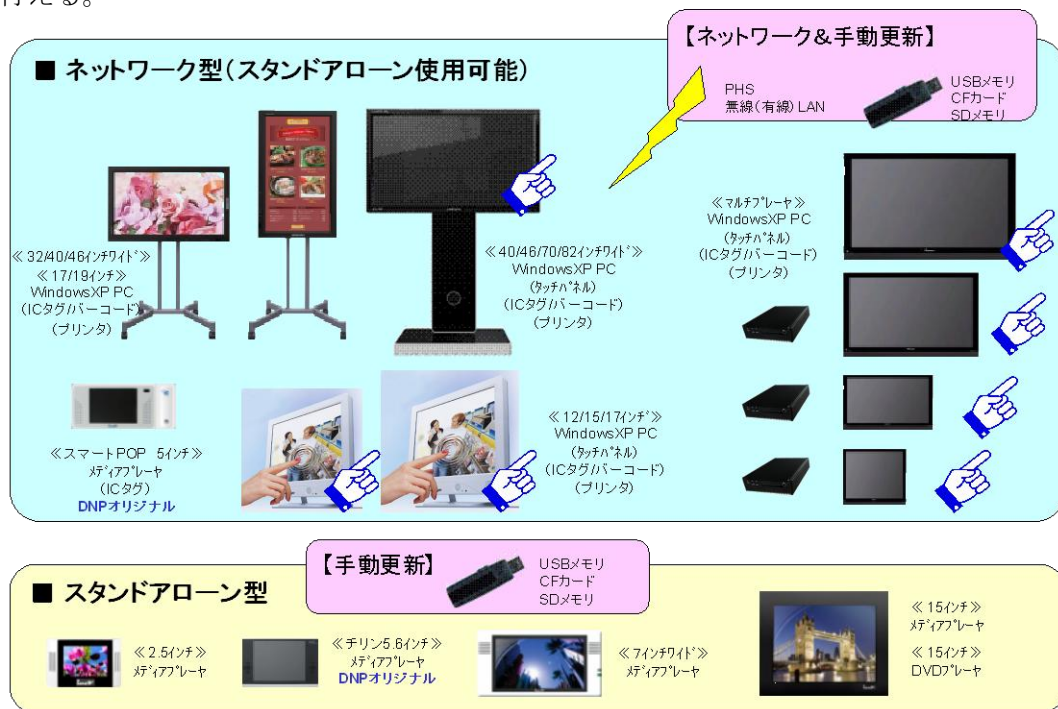 行える。
【ネットワーク&手動更新】
■ ネットワーク型(スタンドアローン使用可能)
PHS
無線(有線)LAN
USBメモリ
CFカード
SDメモリ
≪32/40/46インチワイド≫
≪17/19インチ≫
WindowsXP PC
(ICタグ/バーコード)
(プリンタ)
≪40/46/70/82インチワイド≫
WindowsXP PC
(タッチパネル)
(ICタグ/バーコード)
(プリンタ)
≪マルチプレーヤ≫
WindowsXP PC
(タッチパネル)
(ICタグ/バーコード)
(プリンタ)
≪スマートPOP 5インチ≫
メディアプレーヤ
(ICタグ)
DNPオリジナル
≪12/15/17インチ≫
WindowsXP PC
(タッチパネル)
(ICタグ/バーコード)
(プリンタ)
【手動更新】
USBメモリ
CFカード
SDメモリ
■ スタンドアローン型
≪2.5インチ≫
メディアプレーヤ
≪チリン5.6インチ≫
メディアプレーヤ
DNPオリジナル
≪7インチワイド≫
メディアプレーヤ
≪15インチ≫
メディアプレーヤ
≪15インチ≫
DVDプレーヤ